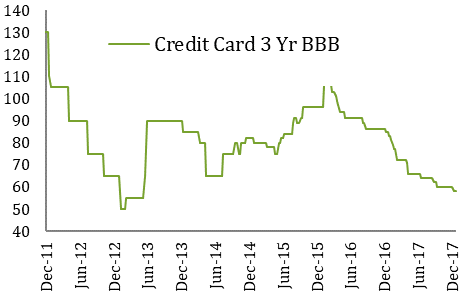 140
130
120
110
100
90
80
70
60
50
40
Credit Card 3 Yr BBB
Dec-11
Jun-12
Dec-12
Jun-13
Dec-13
Jun-14
Dec-14
Jun-15
Dec-15
Jun-16
Dec-16
Jun-17
Dec-17